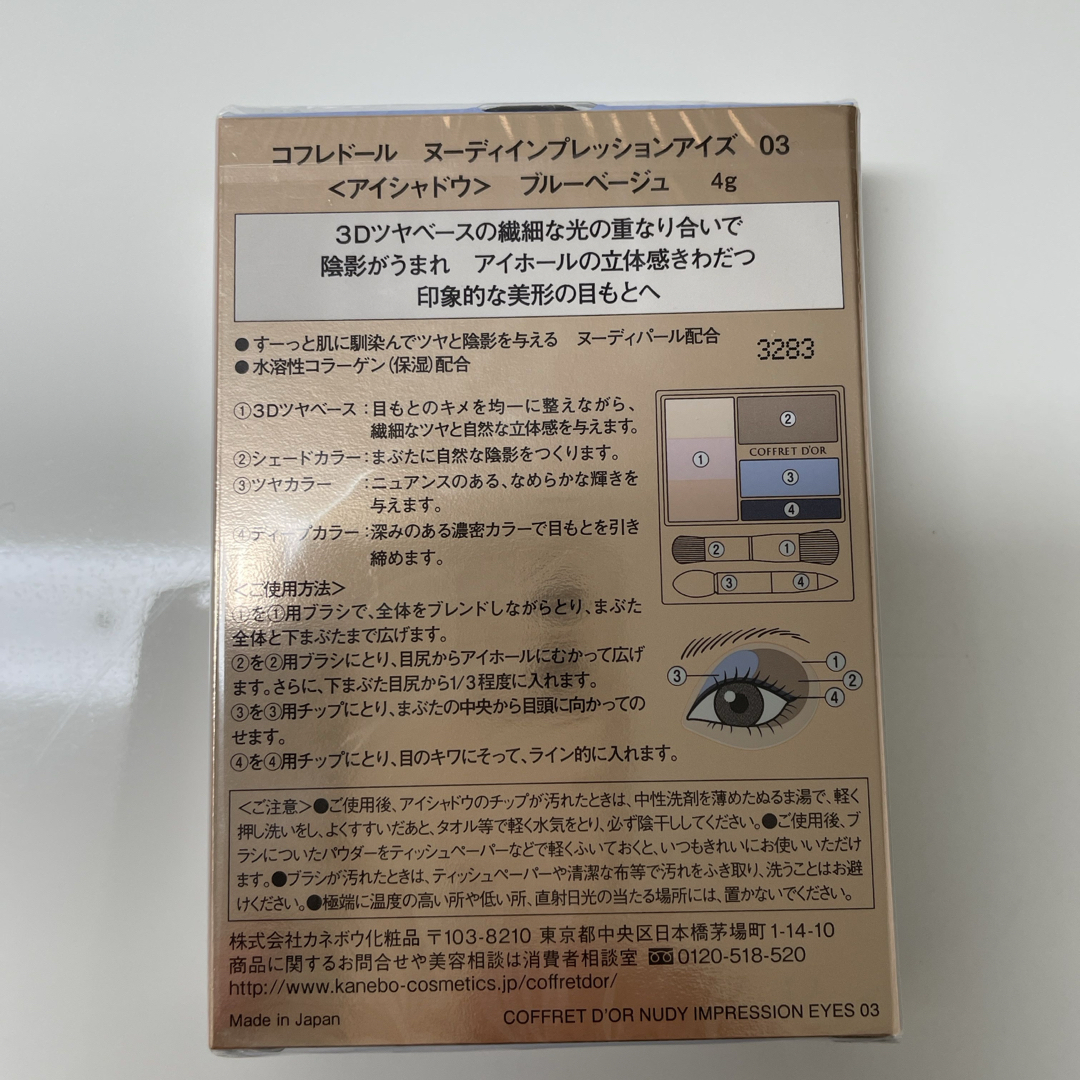 コフレドール　ヌーディインプレッションアイズ　03
<アイシャドウ>　ブルーベージュ　4g
3Dツヤベースの繊細な光の重なり合いで
陰影がうまれ　アイホールの立体感きわだつ
印象的な美形の目もとへ
●すーっと肌に馴染んでツヤと陰影を与える　ヌーディパール配合
●水溶性コラーゲン(保湿)配合
3283
①3Dツヤベース：目もとのキメを均一に整えながら、
繊細なツヤと自然な立体感を与えます。
②シェードカラー：まぶたに自然な陰影をつくります。
③ツヤカラー　：ニュアンスのある、なめらかな輝きを
与えます。
④ディープカラー：深みのある濃密カラーで目もとを引き
締めます。
①
②
COFFRET D'OR
③
④
② ①
③ ④
<ご使用方法>
①を①用ブラシで、全体をブレンドしながらとり、まぶた
全体と下まぶたまで広げます。
②を②用ブラシにとり、目尻からアイホールにむかって広げ
ます。さらに、下まぶた目尻から1/3程度に入れます。
③を③用チップにとり、まぶたの中央から目頭に向かっての
せます。
④を④用チップにとり、目のキワにそって、ライン的に入れます。
①
③
②
④
<ご注意>●ご使用後、アイシャドウのチップが汚れたときは、中性洗剤を薄めたぬるま湯で、軽く
押し洗いをし、よくすすいだあと、タオル等で軽く水気をとり、必ず陰干ししてください。●ご使用後、ブ
ラシについたパウダーをティッシュペーパーなどで軽くふいておくと、いつもきれいにお使いいただけ
ます。●ブラシが汚れたときは、ティッシュペーパーや清潔な布等で汚れをふき取り、洗うことはお避
けください。●極端に温度の高い所や低い所、直射日光の当たる場所には、置かないでください。
株式会社カネボウ化粧品 〒103-8210 東京都中央区日本橋茅場町1-14-10
商品に関するお問合せや美容相談は消費者相談室 0120-518-520
http://www.kanebo-cosmetics.jp/coffretdor/
Made in Japan
COFFRET D'OR NUDY IMPRESSION EYES 03